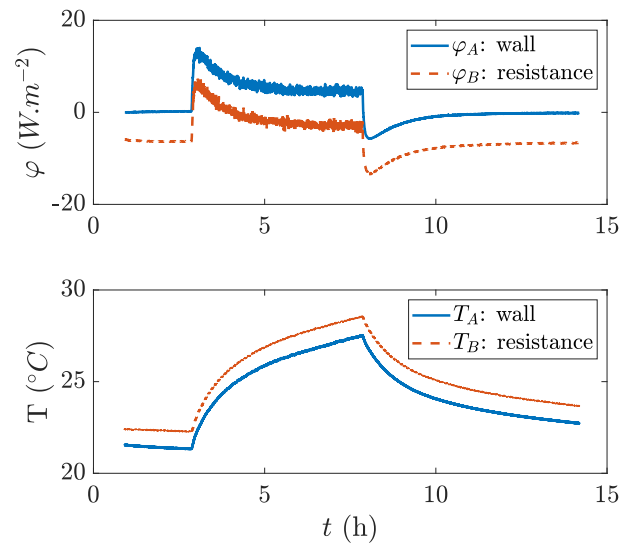 20
0
-20
φ (W.m⁻²)
φ_A: wall
φ_B: resistance
0 5 10 15
30
25
20
T (°C)
T_A: wall
T_B: resistance
0 5 10 15
t (h)